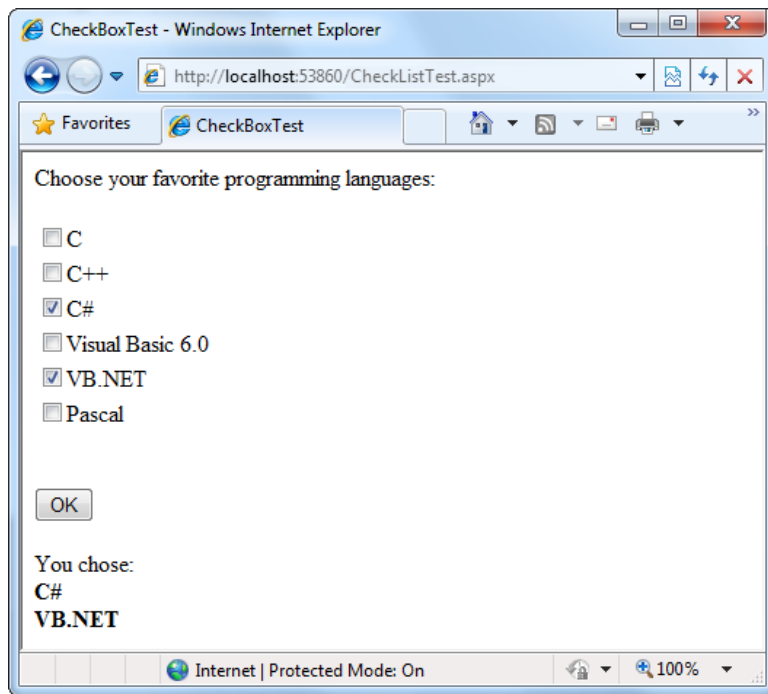 CheckBoxTest - Windows Internet Explorer
http://localhost:53860/CheckListTest.aspx
Favorites
CheckBoxTest
Choose your favorite programming languages:
C
C++
C#
Visual Basic 6.0
VB.NET
Pascal
OK
You chose:
C#
VB.NET
Internet | Protected Mode: On
100%